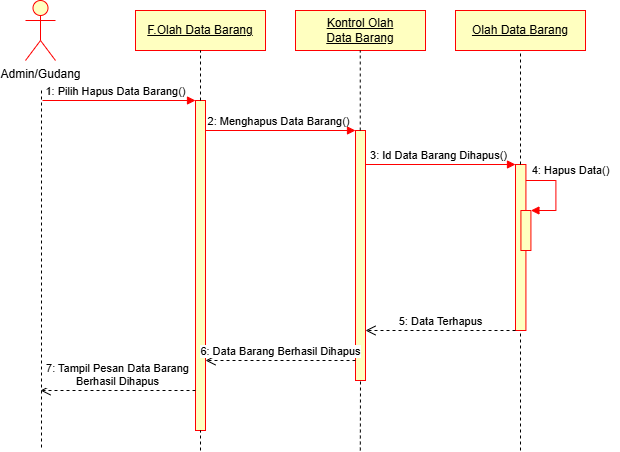 F.Olah Data Barang
Kontrol Olah
Data Barang
Olah Data Barang
Admin/Gudang
1: Pilih Hapus Data Barang()
2: Menghapus Data Barang()
3: Id Data Barang Dihapus()
4: Hapus Data()
5: Data Terhapus
6: Data Barang Berhasil Dihapus
7: Tampil Pesan Data Barang
Berhasil Dihapus